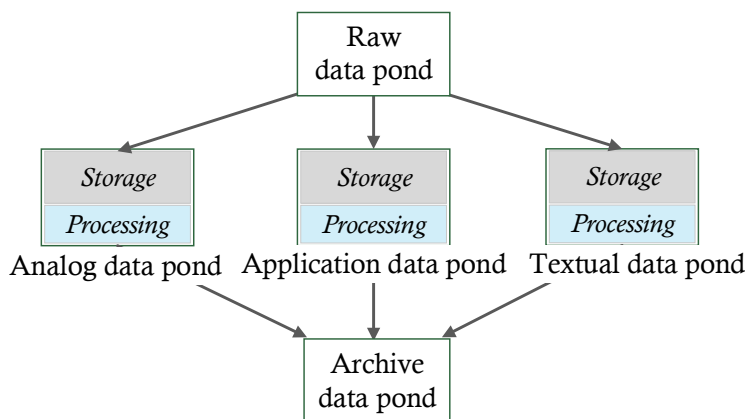 Raw
data pond
Storage
Processing
Analog data pond
Storage
Processing
Application data pond
Storage
Processing
Textual data pond
Archive
data pond